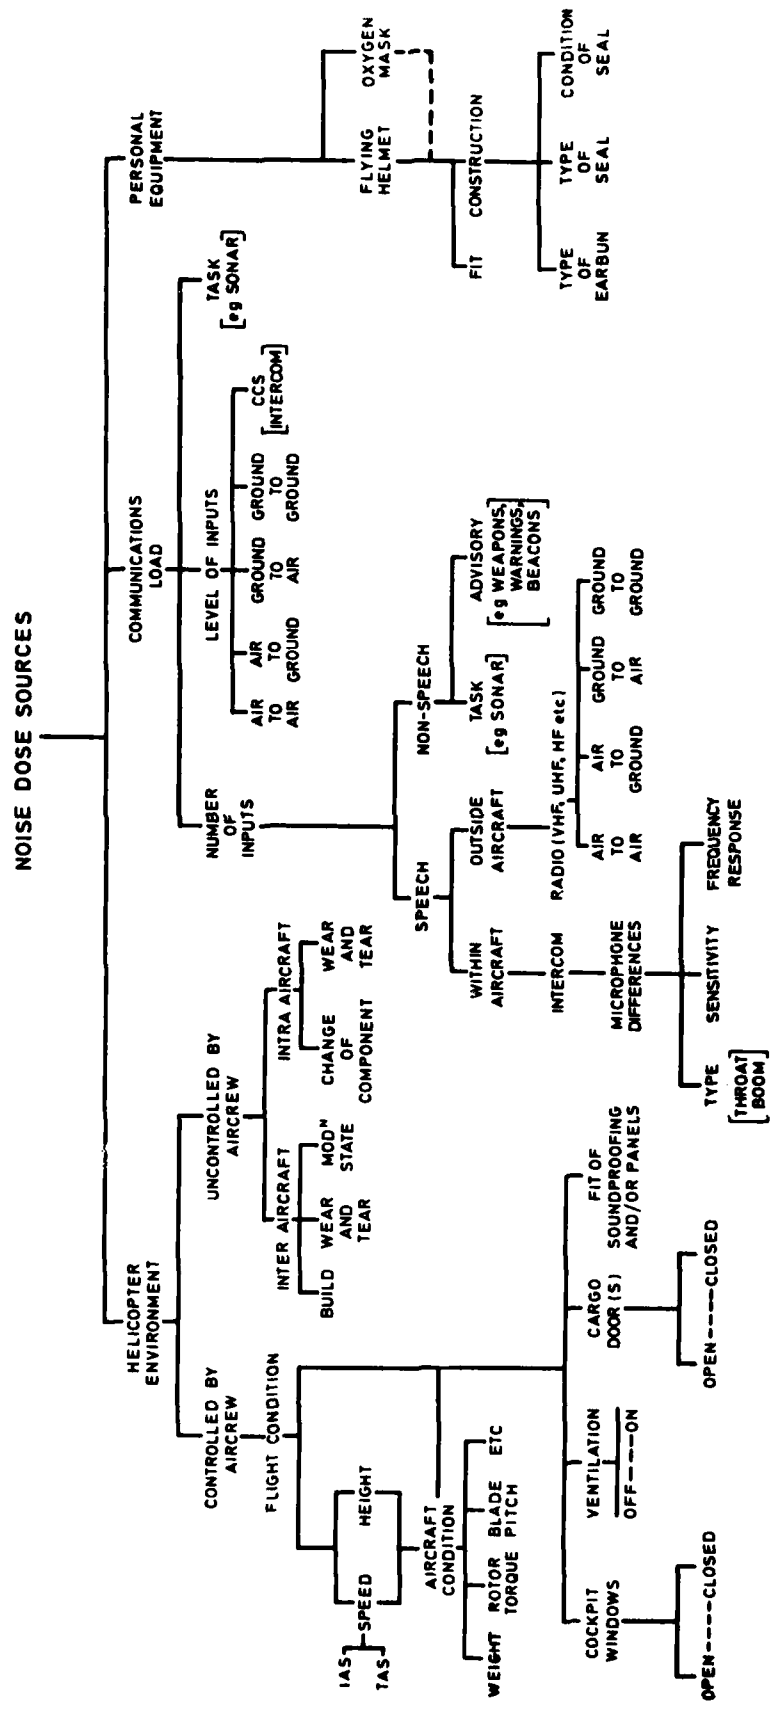 NOISE DOSE SOURCES
HELICOPTER
ENVIRONMENT
COMMUNICATIONS
LOAD
PERSONAL
EQUIPMENT
CONTROLLED BY
AIRCREW
UNCONTROLLED BY
AIRCREW
FLIGHT CONDITION
INTER AIRCRAFT
INTRA AIRCRAFT
BUILD
WEAR
AND
TEAR
MODᴺ
STATE
CHANGE
OF
COMPONENT
WEAR
AND
TEAR
IAS
TAS
SPEED
HEIGHT
AIRCRAFT
CONDITION
WEIGHT
ROTOR
TORQUE
BLADE
PITCH
ETC
COCKPIT
WINDOWS
OPEN----CLOSED
VENTILATION
OFF----ON
CARGO
DOOR(S)
OPEN----CLOSED
FIT OF
SOUNDPROOFING
AND/OR PANELS
NUMBER
OF
INPUTS
LEVEL OF INPUTS
TASK
[eg SONAR]
AIR
TO
AIR
AIR
TO
GROUND
GROUND
TO
AIR
GROUND
TO
GROUND
CCS
[INTERCOM]
SPEECH
NON-SPEECH
WITHIN
AIRCRAFT
OUTSIDE
AIRCRAFT
TASK
[eg SONAR]
ADVISORY
[eg WEAPONS,
WARNINGS,
BEACONS]
INTERCOM
RADIO (VHF, UHF, HF etc)
MICROPHONE
DIFFERENCES
AIR
TO
AIR
AIR
TO
GROUND
GROUND
TO
AIR
GROUND
TO
GROUND
TYPE
[THROAT
BOOM]
SENSITIVITY
FREQUENCY
RESPONSE
FLYING
HELMET
OXYGEN
MASK
FIT
CONSTRUCTION
TYPE
OF
EARBUN
TYPE
OF
SEAL
CONDITION
OF
SEAL